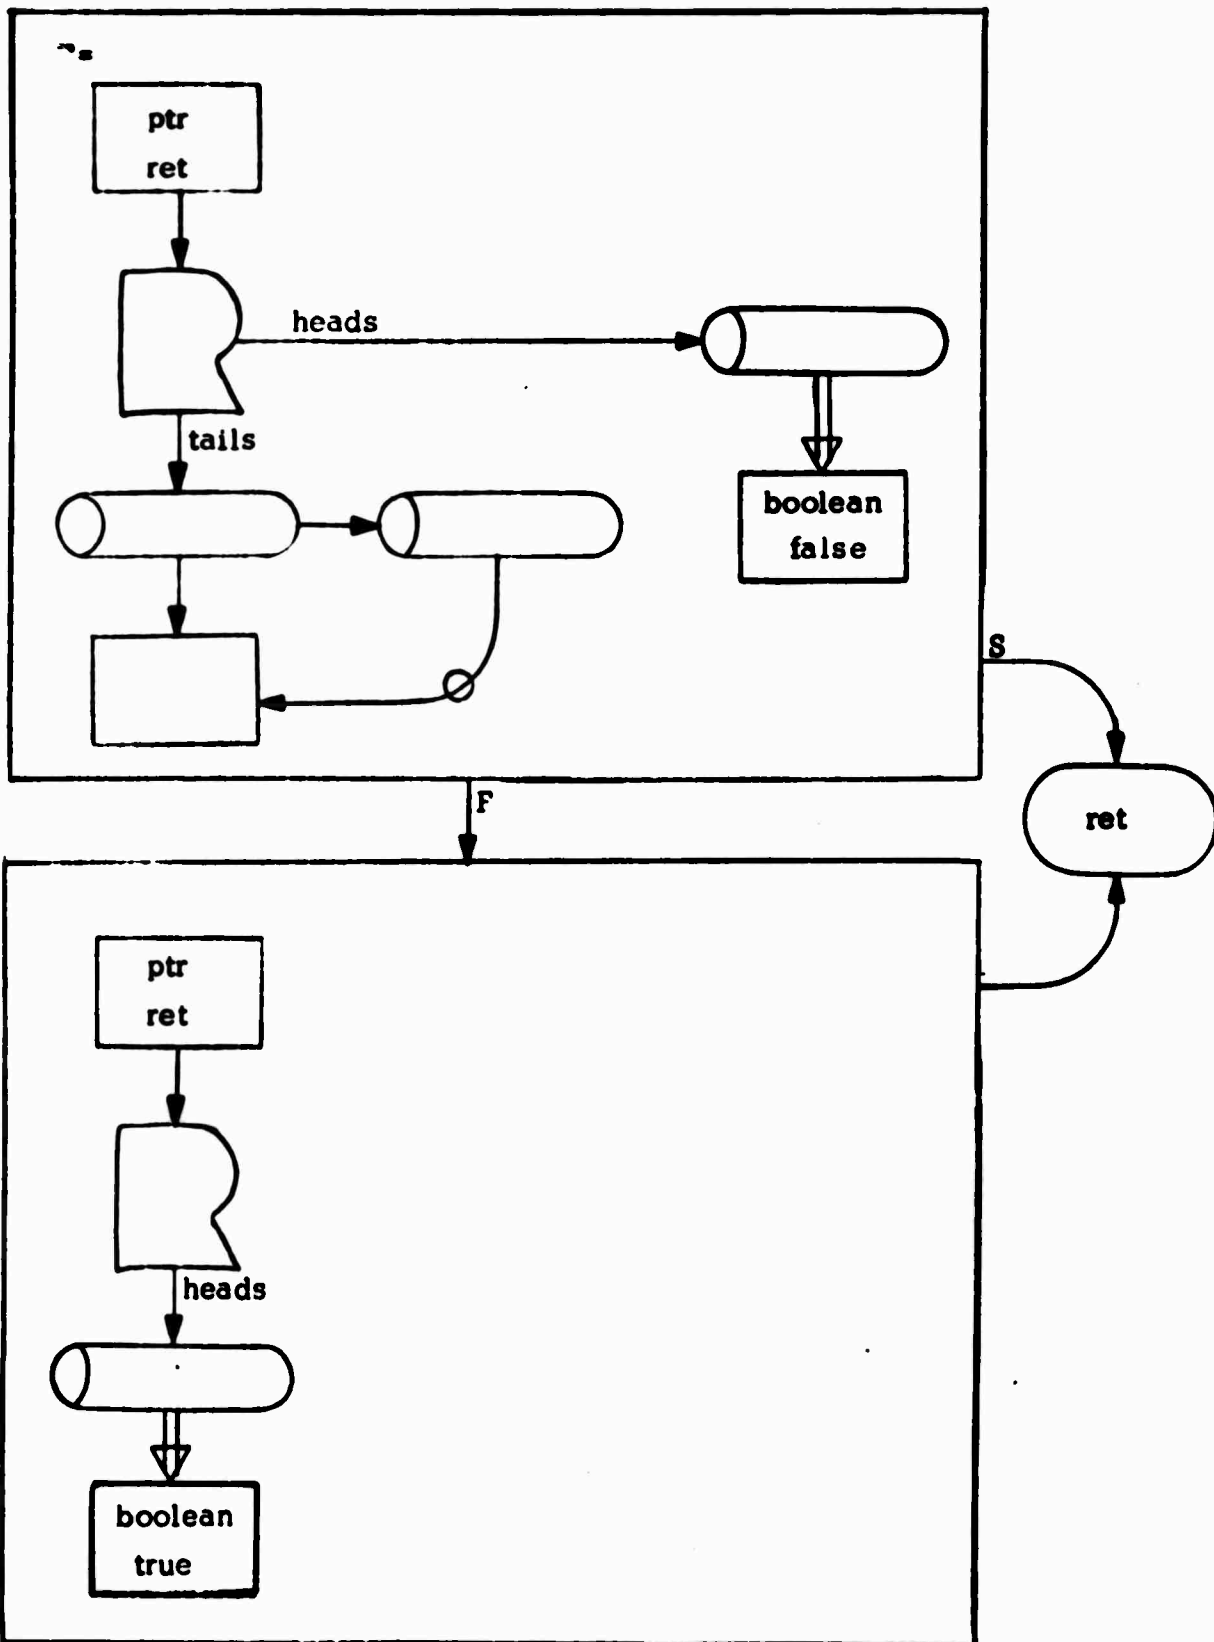 ptr
ret
heads
tails
boolean
false
S
ret
F
ptr
ret
heads
boolean
true